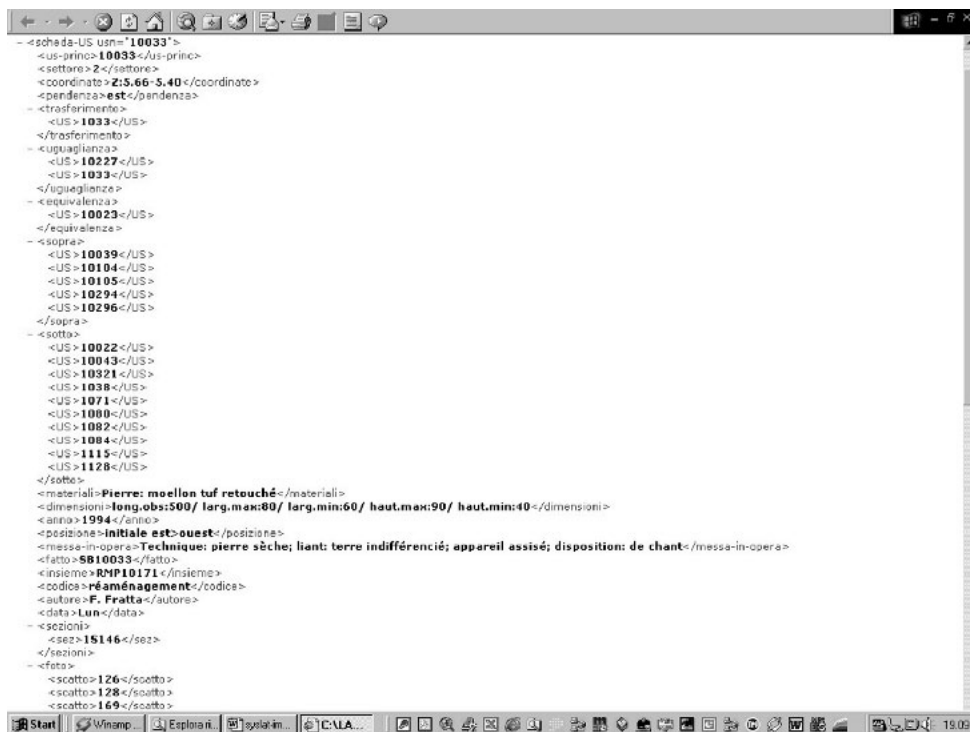 - <scheda-US usn="10033">
<us-princ>10033</us-princ>
<settore>2</settore>
<coordinate>Z:5.66-5.40</coordinate>
<pendenza>est</pendenza>
- <trasferimento>
<US>1033</US>
</trasferimento>
- <uguaglianza>
<US>10227</US>
<US>1033</US>
</uguaglianza>
- <equivalenza>
<US>10023</US>
</equivalenza>
- <sopra>
<US>10039</US>
<US>10104</US>
<US>10105</US>
<US>10294</US>
<US>10296</US>
</sopra>
- <sotto>
<US>10022</US>
<US>10043</US>
<US>10321</US>
<US>1038</US>
<US>1071</US>
<US>1080</US>
<US>1082</US>
<US>1084</US>
<US>1115</US>
<US>1128</US>
</sotto>
<materiali>Pierre: moellon tuf retouché</materiali>
<dimensioni>long.obs:500/ larg.max:80/ larg.min:60/ haut.max:90/ haut.min:40</dimensioni>
<anno>1994</anno>
<posizione>initiale est>ouest</posizione>
<messa-in-opera>Technique: pierre sèche; liant: terre indifférencié; appareil assisé; disposition: de chant</messa-in-opera>
<fatto>SB10033</fatto>
<insieme>RMP10171</insieme>
<codice>réaménagement</codice>
<autore>F. Fratta</autore>
<data>Lun</data>
- <sezioni>
<sez>1S146</sez>
</sezioni>
- <foto>
<scatto>126</scatto>
<scatto>128</scatto>
<scatto>169</scatto>
Start Winamp... Esplora ri... syslat-im... C:\LA... 19.09